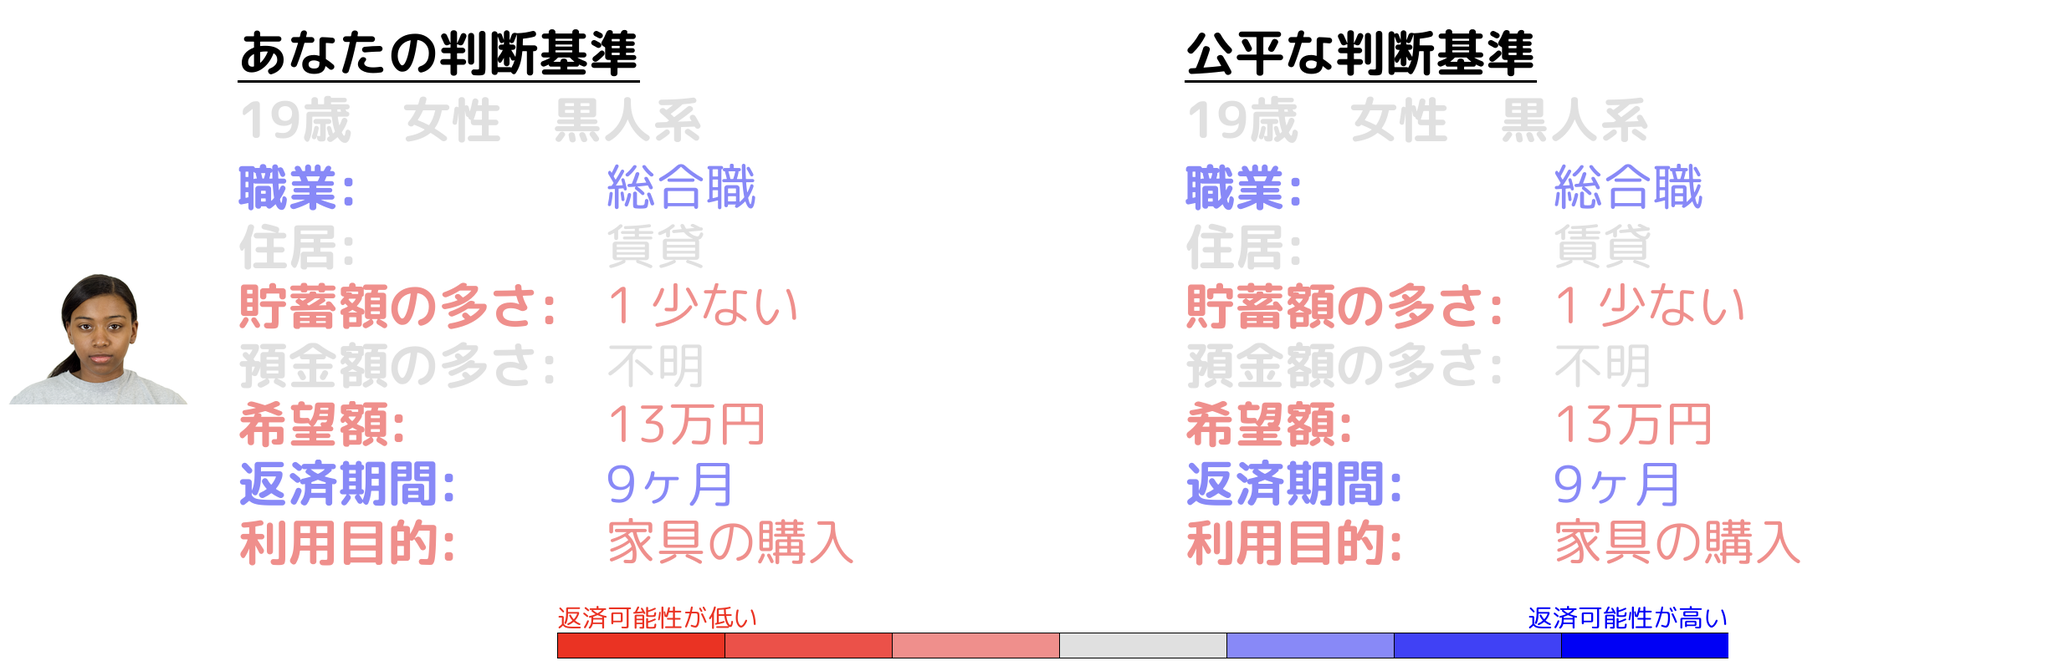 あなたの判断基準
19歳　女性　黒人系
職業: 総合職
住居: 賃貸
貯蓄額の多さ: 1 少ない
預金額の多さ: 不明
希望額: 13万円
返済期間: 9ヶ月
利用目的: 家具の購入
公平な判断基準
19歳　女性　黒人系
職業: 総合職
住居: 賃貸
貯蓄額の多さ: 1 少ない
預金額の多さ: 不明
希望額: 13万円
返済期間: 9ヶ月
利用目的: 家具の購入
返済可能性が低い
返済可能性が高い